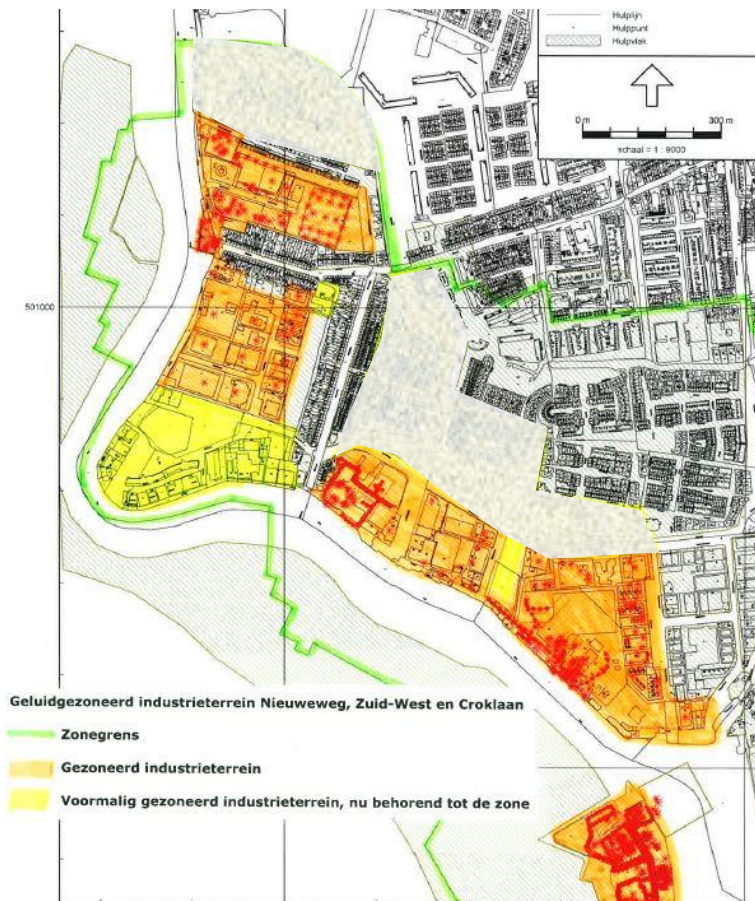 Hulplijn
Hulppunt
Hulpvlak
0 m 300 m
schaal = 1 : 9000
501000
Geluidgezoneerd industrieterrein Nieuweweg, Zuid-West en Croklaan
Zonegrens
Gezoneerd industrieterrein
Voormalig gezoneerd industrieterrein, nu behorend tot de zone